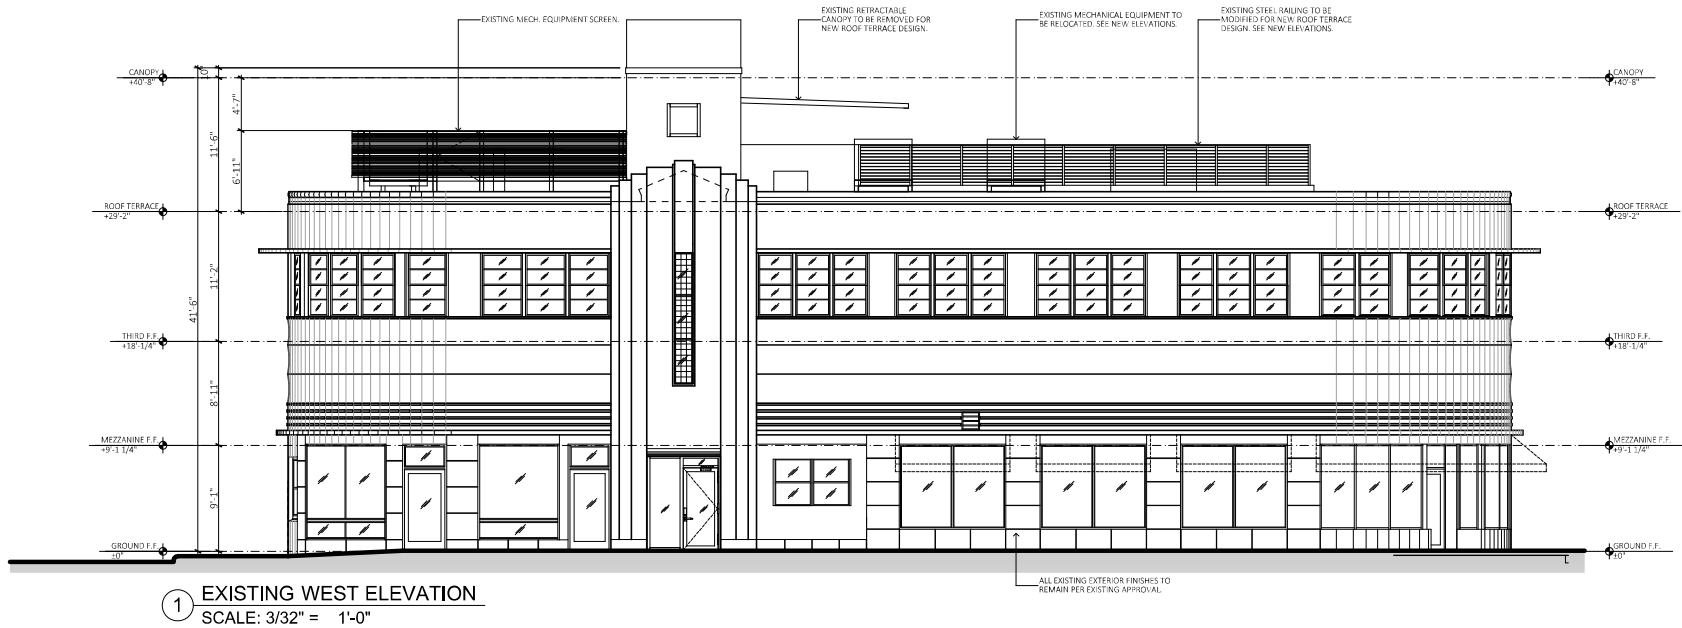 EXISTING MECH. EQUIPMENT SCREEN.
EXISTING RETRACTABLE
CANOPY TO BE REMOVED FOR
NEW ROOF TERRACE DESIGN.
EXISTING MECHANICAL EQUIPMENT TO
BE RELOCATED. SEE NEW ELEVATIONS.
EXISTING STEEL RAILING TO BE
MODIFIED FOR NEW ROOF TERRACE
DESIGN. SEE NEW ELEVATIONS.
CANOPY
+40'-8"
CANOPY
+40'-8"
4'-7"
11'-6"
6'-11"
ROOF TERRACE
+29'-2"
ROOF TERRACE
+29'-2"
11'-2"
41'-6"
THIRD F.F.
+18'-1/4"
THIRD F.F.
+18'-1/4"
8'-11"
MEZZANINE F.F.
+9'-1 1/4"
MEZZANINE F.F.
+9'-1 1/4"
9'-1"
GROUND F.F.
±0"
GROUND F.F.
±0"
ALL EXISTING EXTERIOR FINISHES TO
REMAIN PER EXISTING APPROVAL.
1 EXISTING WEST ELEVATION
SCALE: 3/32" = 1'-0"